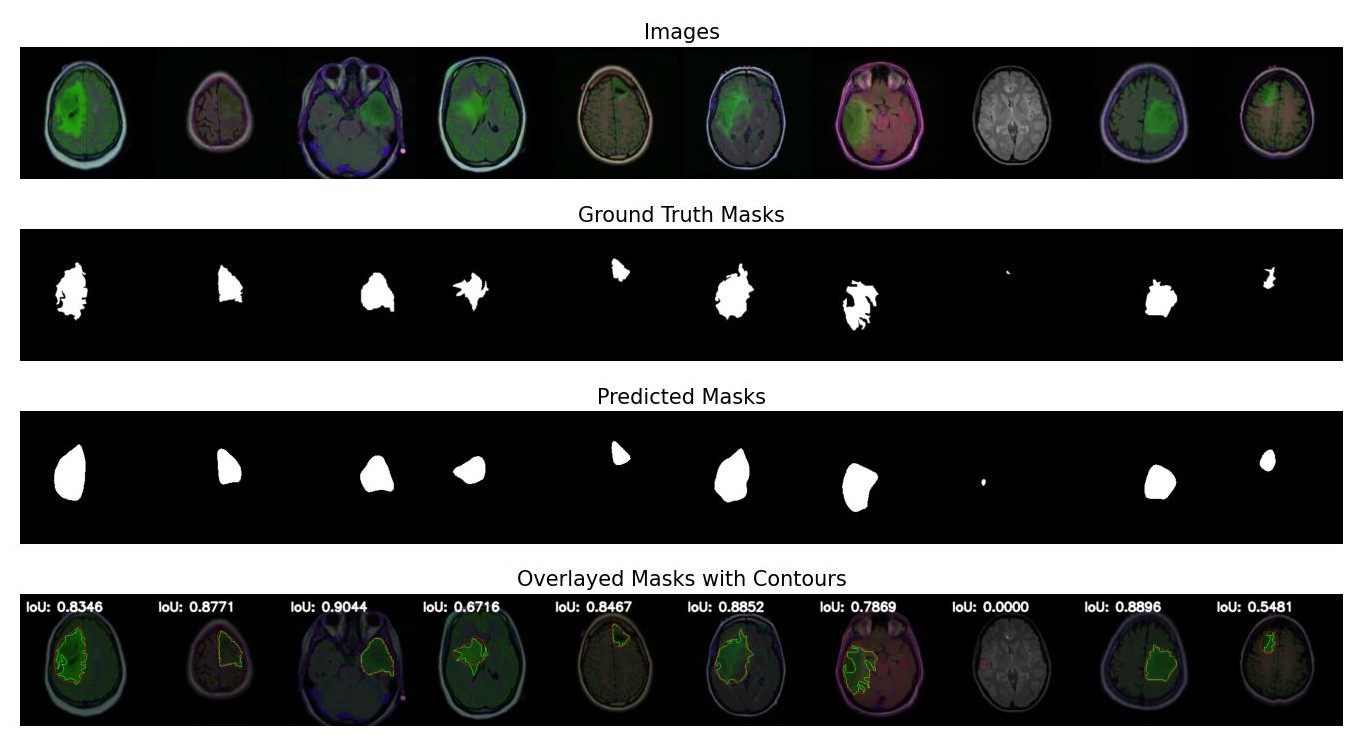 Images
Ground Truth Masks
Predicted Masks
Overlayed Masks with Contours
IoU: 0.8346 IoU: 0.8771 IoU: 0.9044 IoU: 0.6716 IoU: 0.8467 IoU: 0.8852 IoU: 0.7869 IoU: 0.0000 IoU: 0.8896 IoU: 0.5481